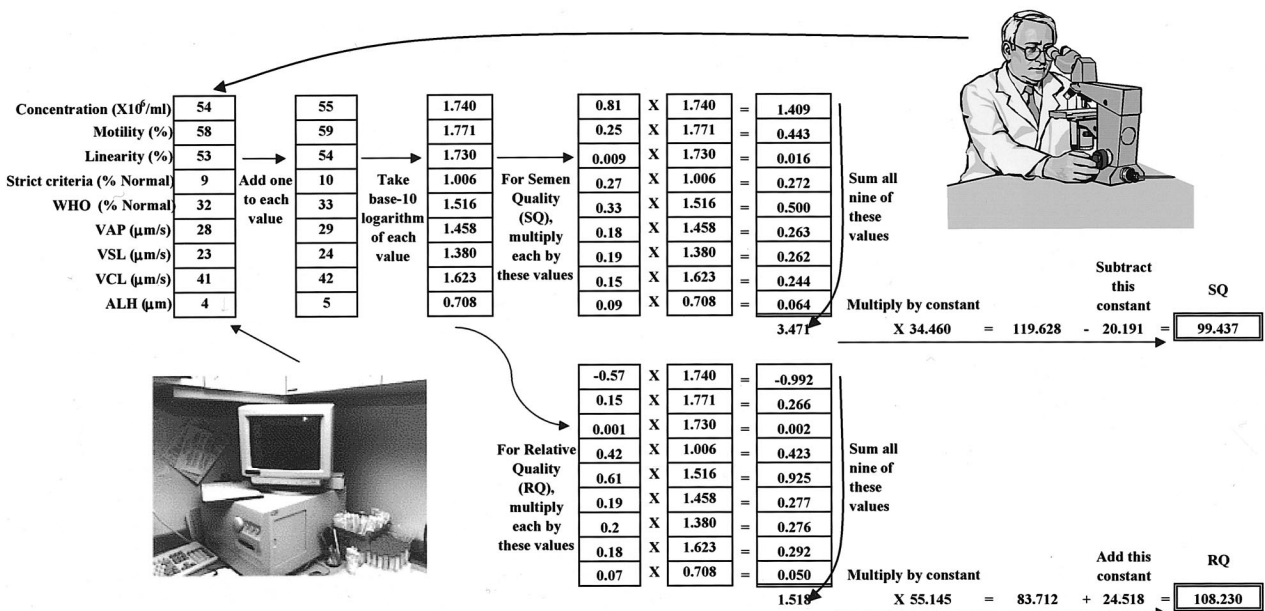 Concentration (X10⁶/ml) 54 55 1.740 0.81 X 1.740 = 1.409
Motility (%) 58 59 1.771 0.25 X 1.771 = 0.443
Linearity (%) 53 54 1.730 0.009 X 1.730 = 0.016
Strict criteria (% Normal) 9 10 1.006 0.27 X 1.006 = 0.272
WHO (% Normal) 32 33 1.516 0.33 X 1.516 = 0.500
VAP (μm/s) 28 29 1.458 0.18 X 1.458 = 0.263
VSL (μm/s) 23 24 1.380 0.19 X 1.380 = 0.262
VCL (μm/s) 41 42 1.623 0.15 X 1.623 = 0.244
ALH (μm) 4 5 0.708 0.09 X 0.708 = 0.064
3.471
Add one
to each
value
Take
base-10
logarithm
of each
value
For Semen
Quality
(SQ),
multiply
each by
these values
Sum all
nine of
these
values
Multiply by constant
Subtract
this
constant
SQ
X 34.460 = 119.628 - 20.191 = 99.437
-0.57 X 1.740 = -0.992
0.15 X 1.771 = 0.266
0.001 X 1.730 = 0.002
0.42 X 1.006 = 0.423
0.61 X 1.516 = 0.925
0.19 X 1.458 = 0.277
0.2 X 1.380 = 0.276
0.18 X 1.623 = 0.292
0.07 X 0.708 = 0.050
1.518
For Relative
Quality
(RQ),
multiply
each by
these values
Sum all
nine of
these
values
Multiply by constant
Add this
constant
RQ
X 55.145 = 83.712 + 24.518 = 108.230